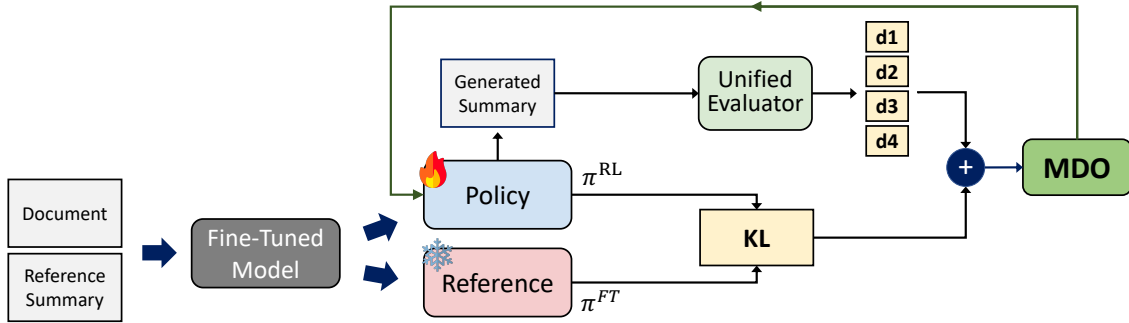 Document
Reference
Summary
Fine-Tuned
Model
Generated
Summary
Policy
Reference
π^RL
π^FT
Unified
Evaluator
d1
d2
d3
d4
KL
+
MDO